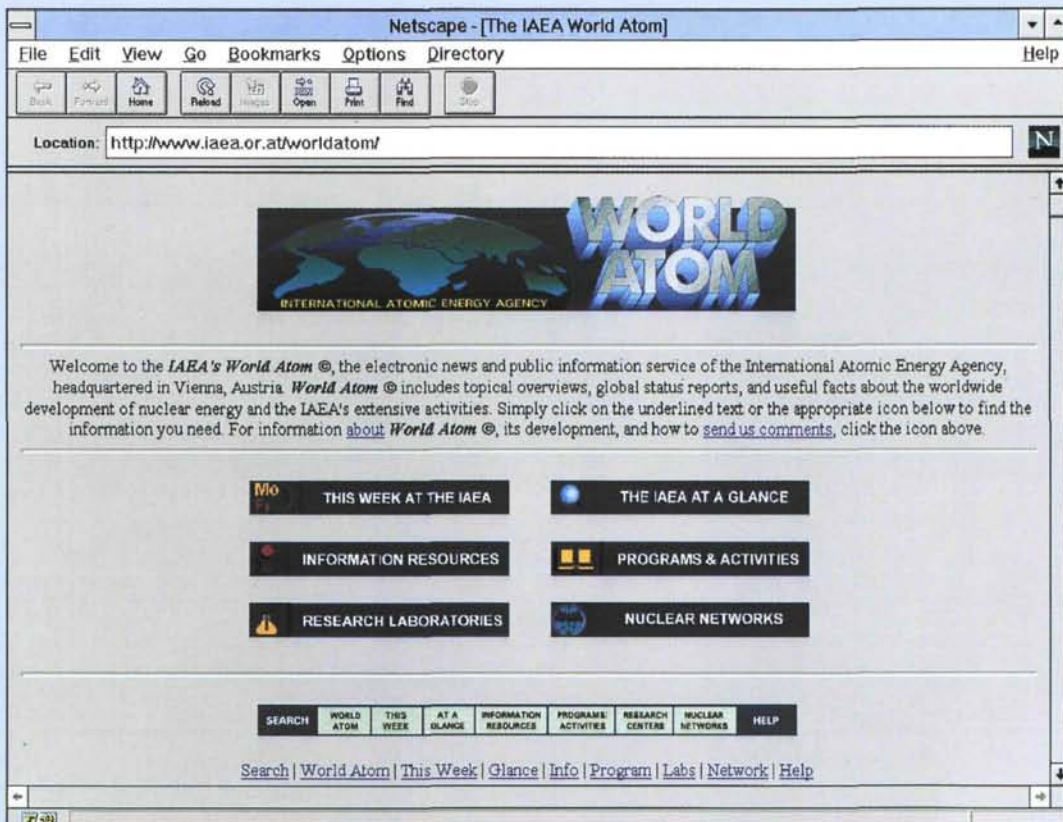 Netscape - [The IAEA World Atom]
File Edit View Go Bookmarks Options Directory Help
Back Forward Home Reload Images Open Print Find Stop
Location: http://www.iaea.or.at/worldatom/
N
WORLD
ATOM
INTERNATIONAL ATOMIC ENERGY AGENCY
Welcome to the IAEA's World Atom ©, the electronic news and public information service of the International Atomic Energy Agency,
headquartered in Vienna, Austria. World Atom © includes topical overviews, global status reports, and useful facts about the worldwide
development of nuclear energy and the IAEA's extensive activities. Simply click on the underlined text or the appropriate icon below to find the
information you need. For information about World Atom ©, its development, and how to send us comments, click the icon above.
Mo
Fr
THIS WEEK AT THE IAEA
THE IAEA AT A GLANCE
INFORMATION RESOURCES
PROGRAMS & ACTIVITIES
RESEARCH LABORATORIES
NUCLEAR NETWORKS
SEARCH
WORLD ATOM
THIS WEEK
AT A GLANCE
INFORMATION RESOURCES
PROGRAMS/ ACTIVITIES
RESEARCH CENTERS
NUCLEAR NETWORKS
HELP
Search | World Atom | This Week | Glance | Info | Program | Labs | Network | Help